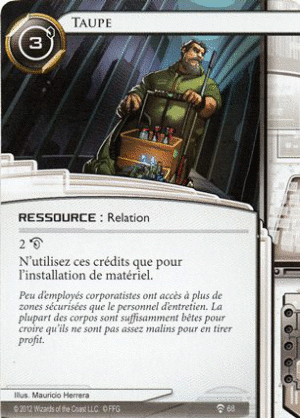 TAUPE
3
RESSOURCE : Relation
2
N'utilisez ces crédits que pour
l'installation de matériel.
Peu d'employés corporatistes ont accès à plus de
zones sécurisées que le personnel d'entretien. La
plupart des corpos sont suffisamment bêtes pour
croire qu'ils ne sont pas assez malins pour en tirer
profit.
Illus. Mauricio Herrera
© 2012 Wizards of the Coast LLC. © FFG
66